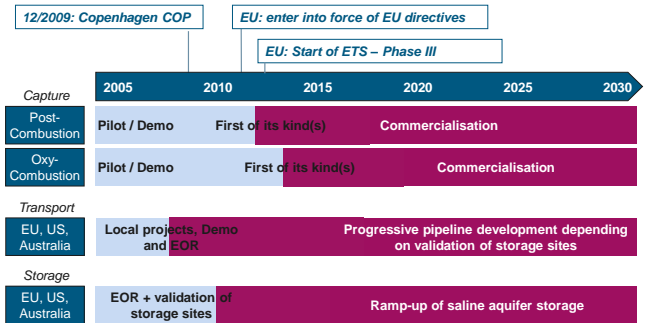 12/2009: Copenhagen COP
EU: enter into force of EU directives
EU: Start of ETS – Phase III
2005 2010 2015 2020 2025 2030
Capture
Post-
Combustion
Pilot / Demo First of its kind(s) Commercialisation
Oxy-
Combustion
Pilot / Demo First of its kind(s) Commercialisation
Transport
EU, US,
Australia
Local projects, Demo
and EOR
Progressive pipeline development depending
on validation of storage sites
Storage
EU, US,
Australia
EOR + validation of
storage sites
Ramp-up of saline aquifer storage